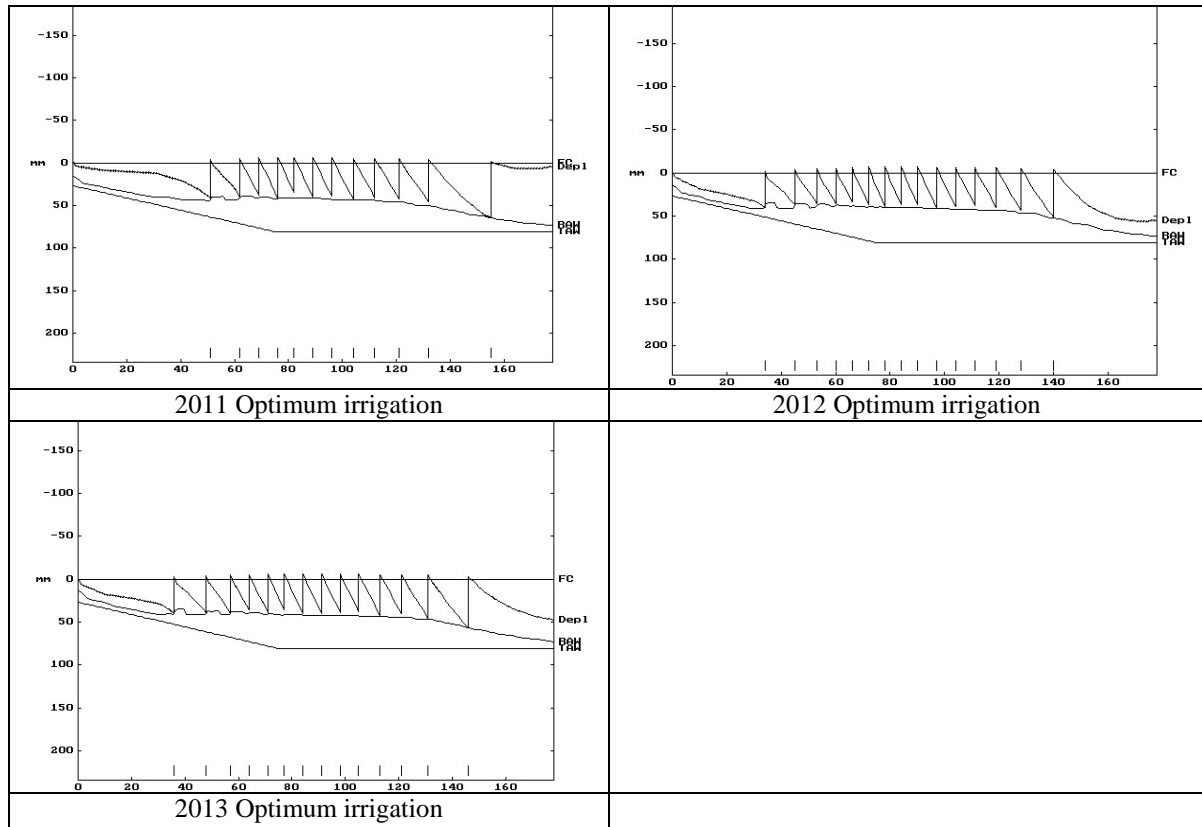 -150
-100
-50
MM 0 FC
Depl
50
RAW
TAW
100
150
200
0 20 40 60 80 100 120 140 160
2011 Optimum irrigation
-150
-100
-50
MM 0 FC
50 Depl
RAW
TAW
100
150
200
0 20 40 60 80 100 120 140 160
2012 Optimum irrigation
-150
-100
-50
MM 0 FC
50 Depl
RAW
TAW
100
150
200
0 20 40 60 80 100 120 140 160
2013 Optimum irrigation